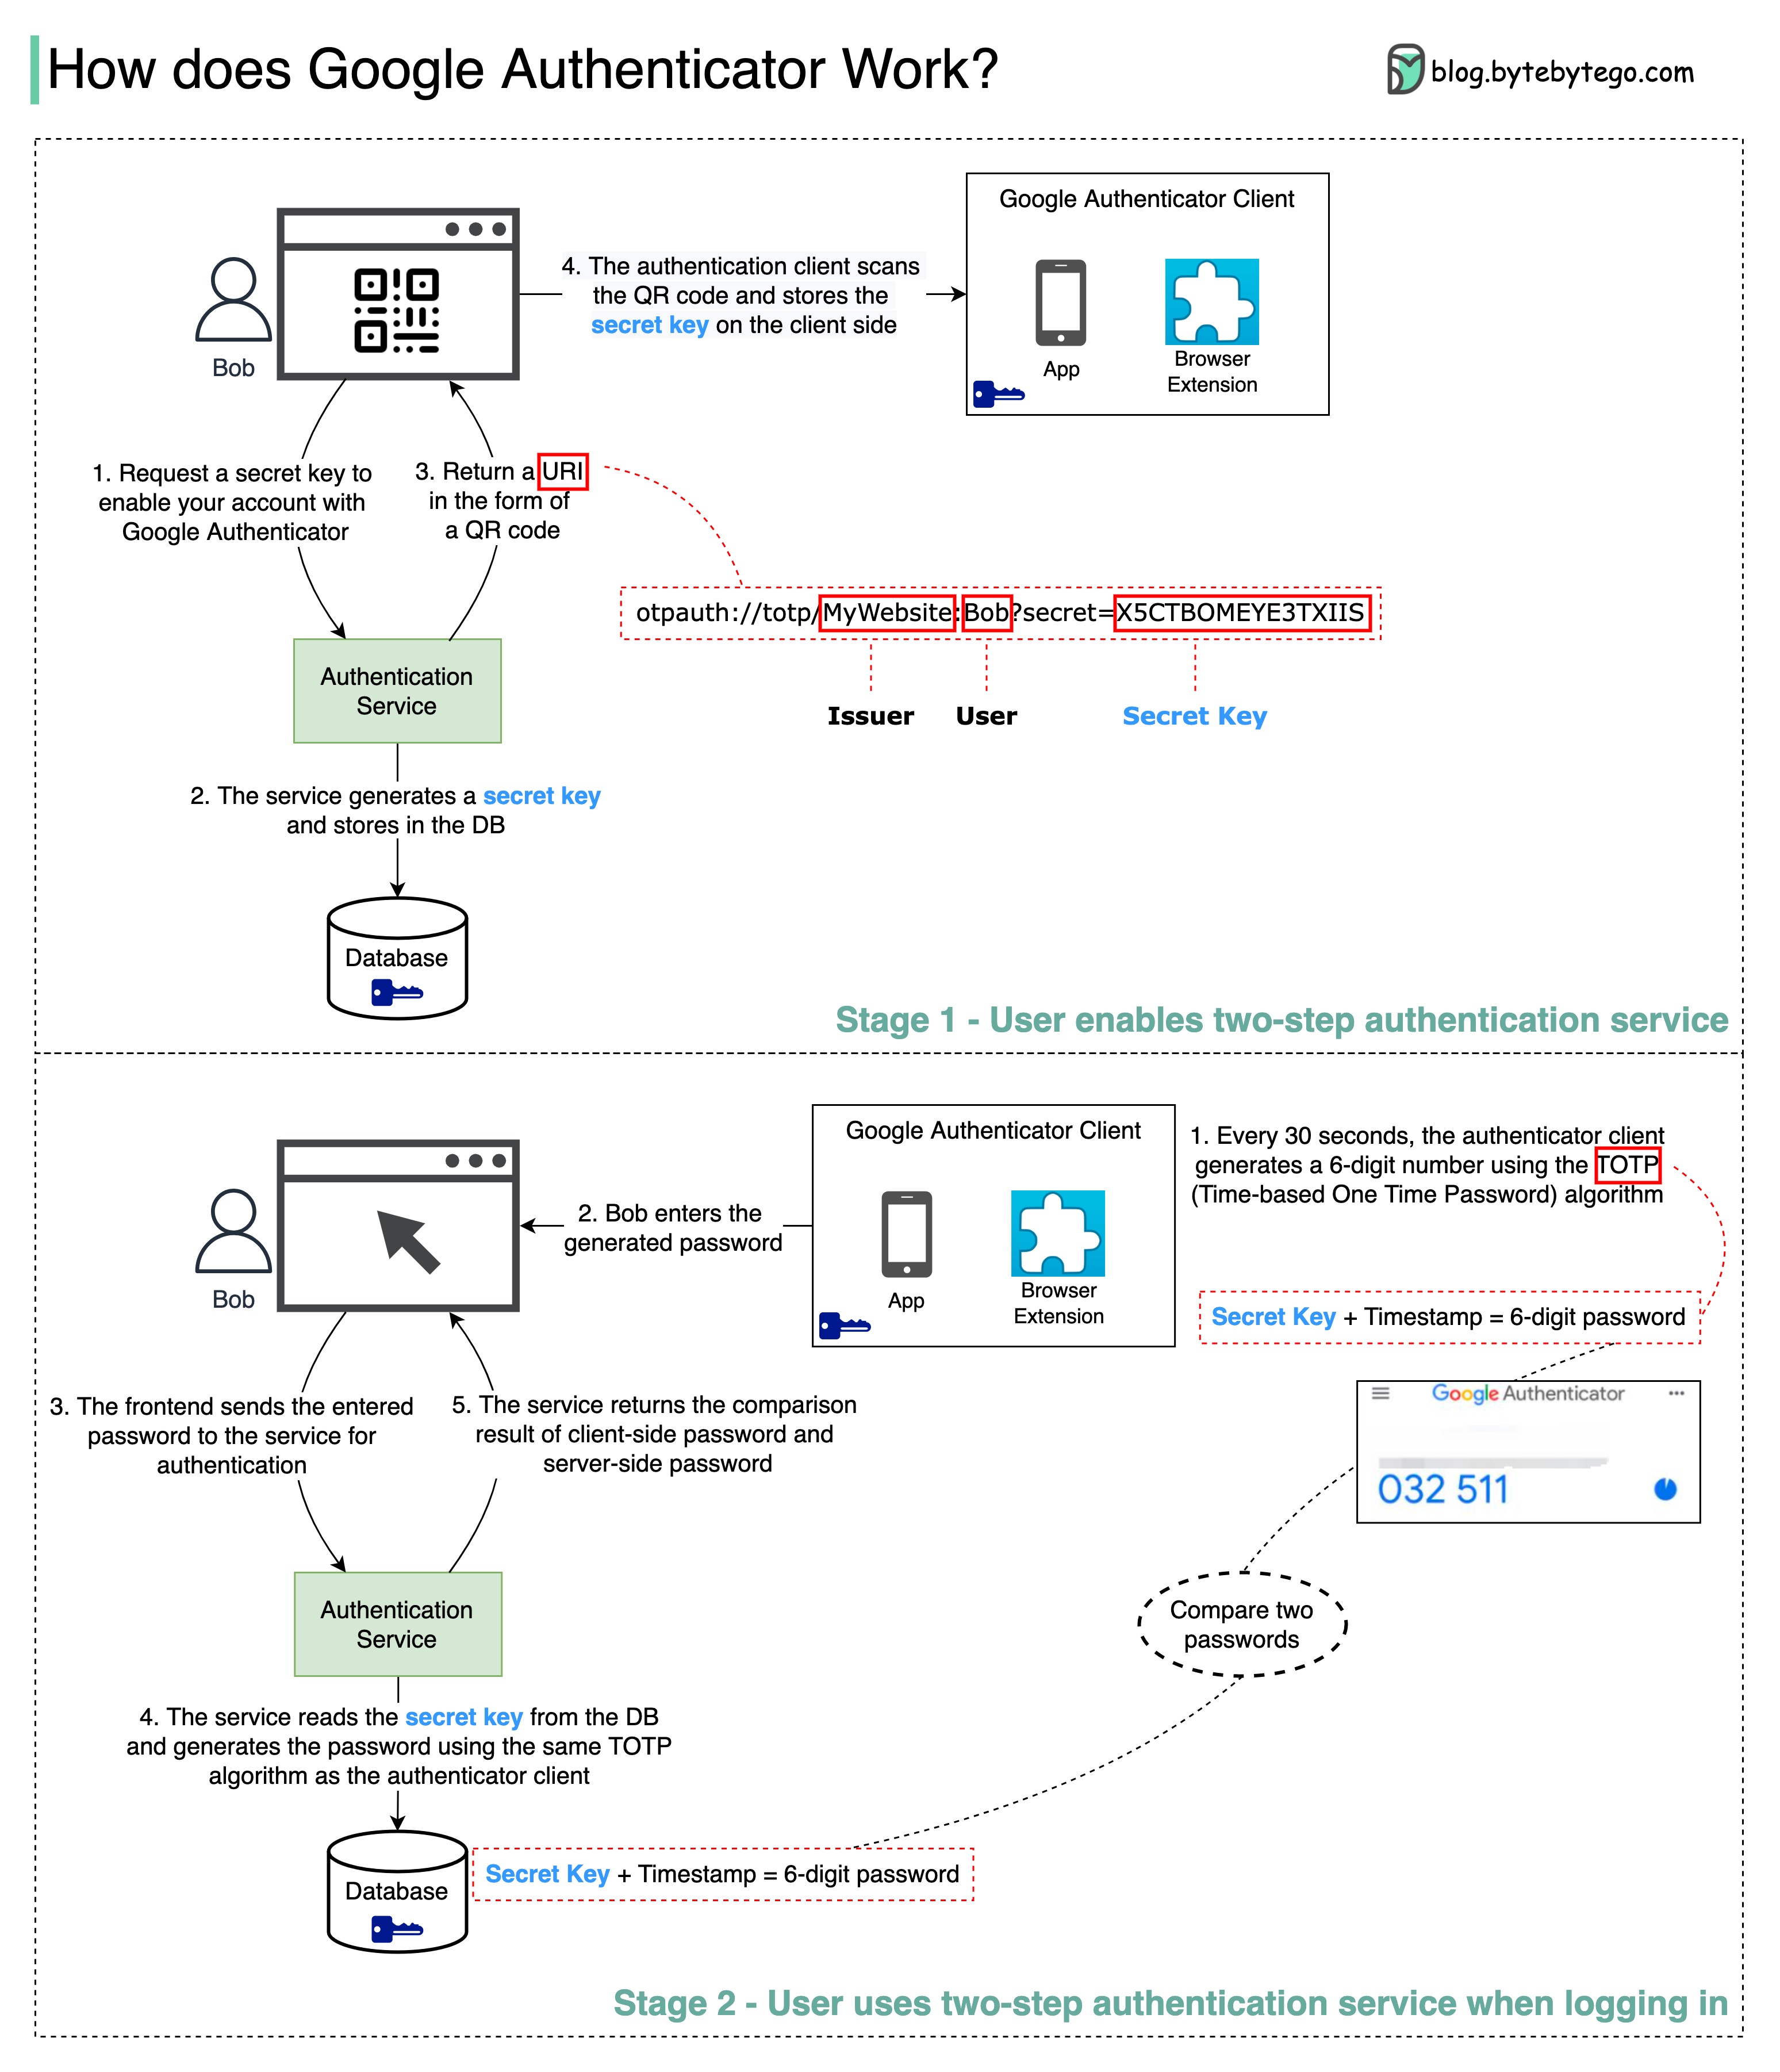 How does Google Authenticator Work?
blog.bytebytego.com
Google Authenticator Client
App
Browser
Extension
Bob
4. The authentication client scans
the QR code and stores the
secret key on the client side
1. Request a secret key to
enable your account with
Google Authenticator
3. Return a URI
in the form of
a QR code
otpauth://totp/MyWebsite:Bob?secret=X5CTBOMEYE3TXIIS
Issuer
User
Secret Key
Authentication
Service
2. The service generates a secret key
and stores in the DB
Database
Stage 1 - User enables two-step authentication service
Google Authenticator Client
App
Browser
Extension
1. Every 30 seconds, the authenticator client
generates a 6-digit number using the TOTP
(Time-based One Time Password) algorithm
Bob
2. Bob enters the
generated password
Secret Key + Timestamp = 6-digit password
Google Authenticator
032 511
3. The frontend sends the entered
password to the service for
authentication
5. The service returns the comparison
result of client-side password and
server-side password
Compare two
passwords
Authentication
Service
4. The service reads the secret key from the DB
and generates the password using the same TOTP
algorithm as the authenticator client
Database
Secret Key + Timestamp = 6-digit password
Stage 2 - User uses two-step authentication service when logging in